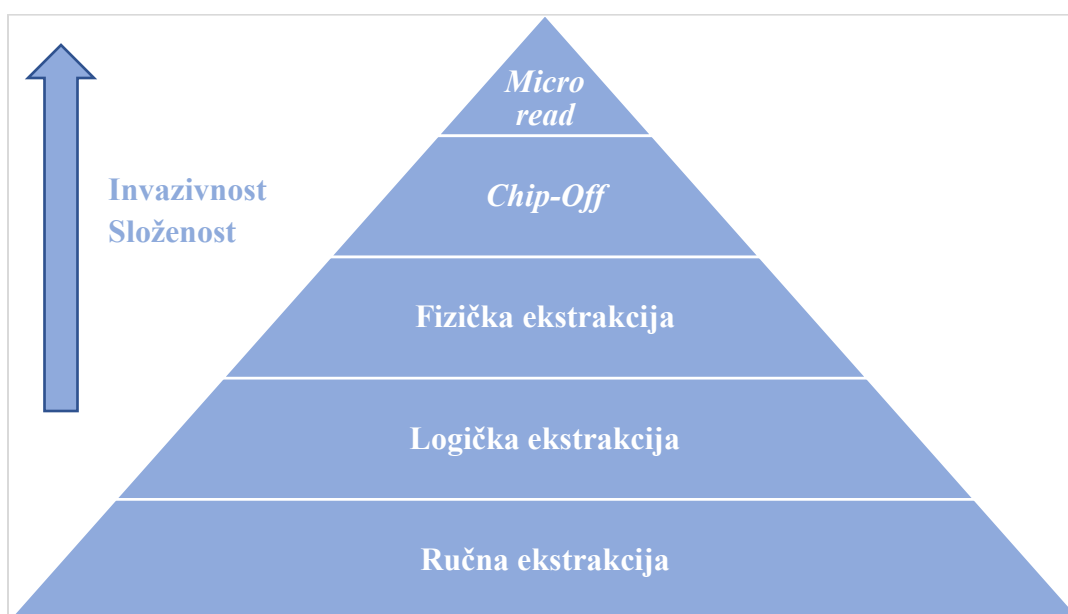 Micro
read
Chip-Off
Invazivnost
Složenost
Fizička ekstrakcija
Logička ekstrakcija
Ručna ekstrakcija